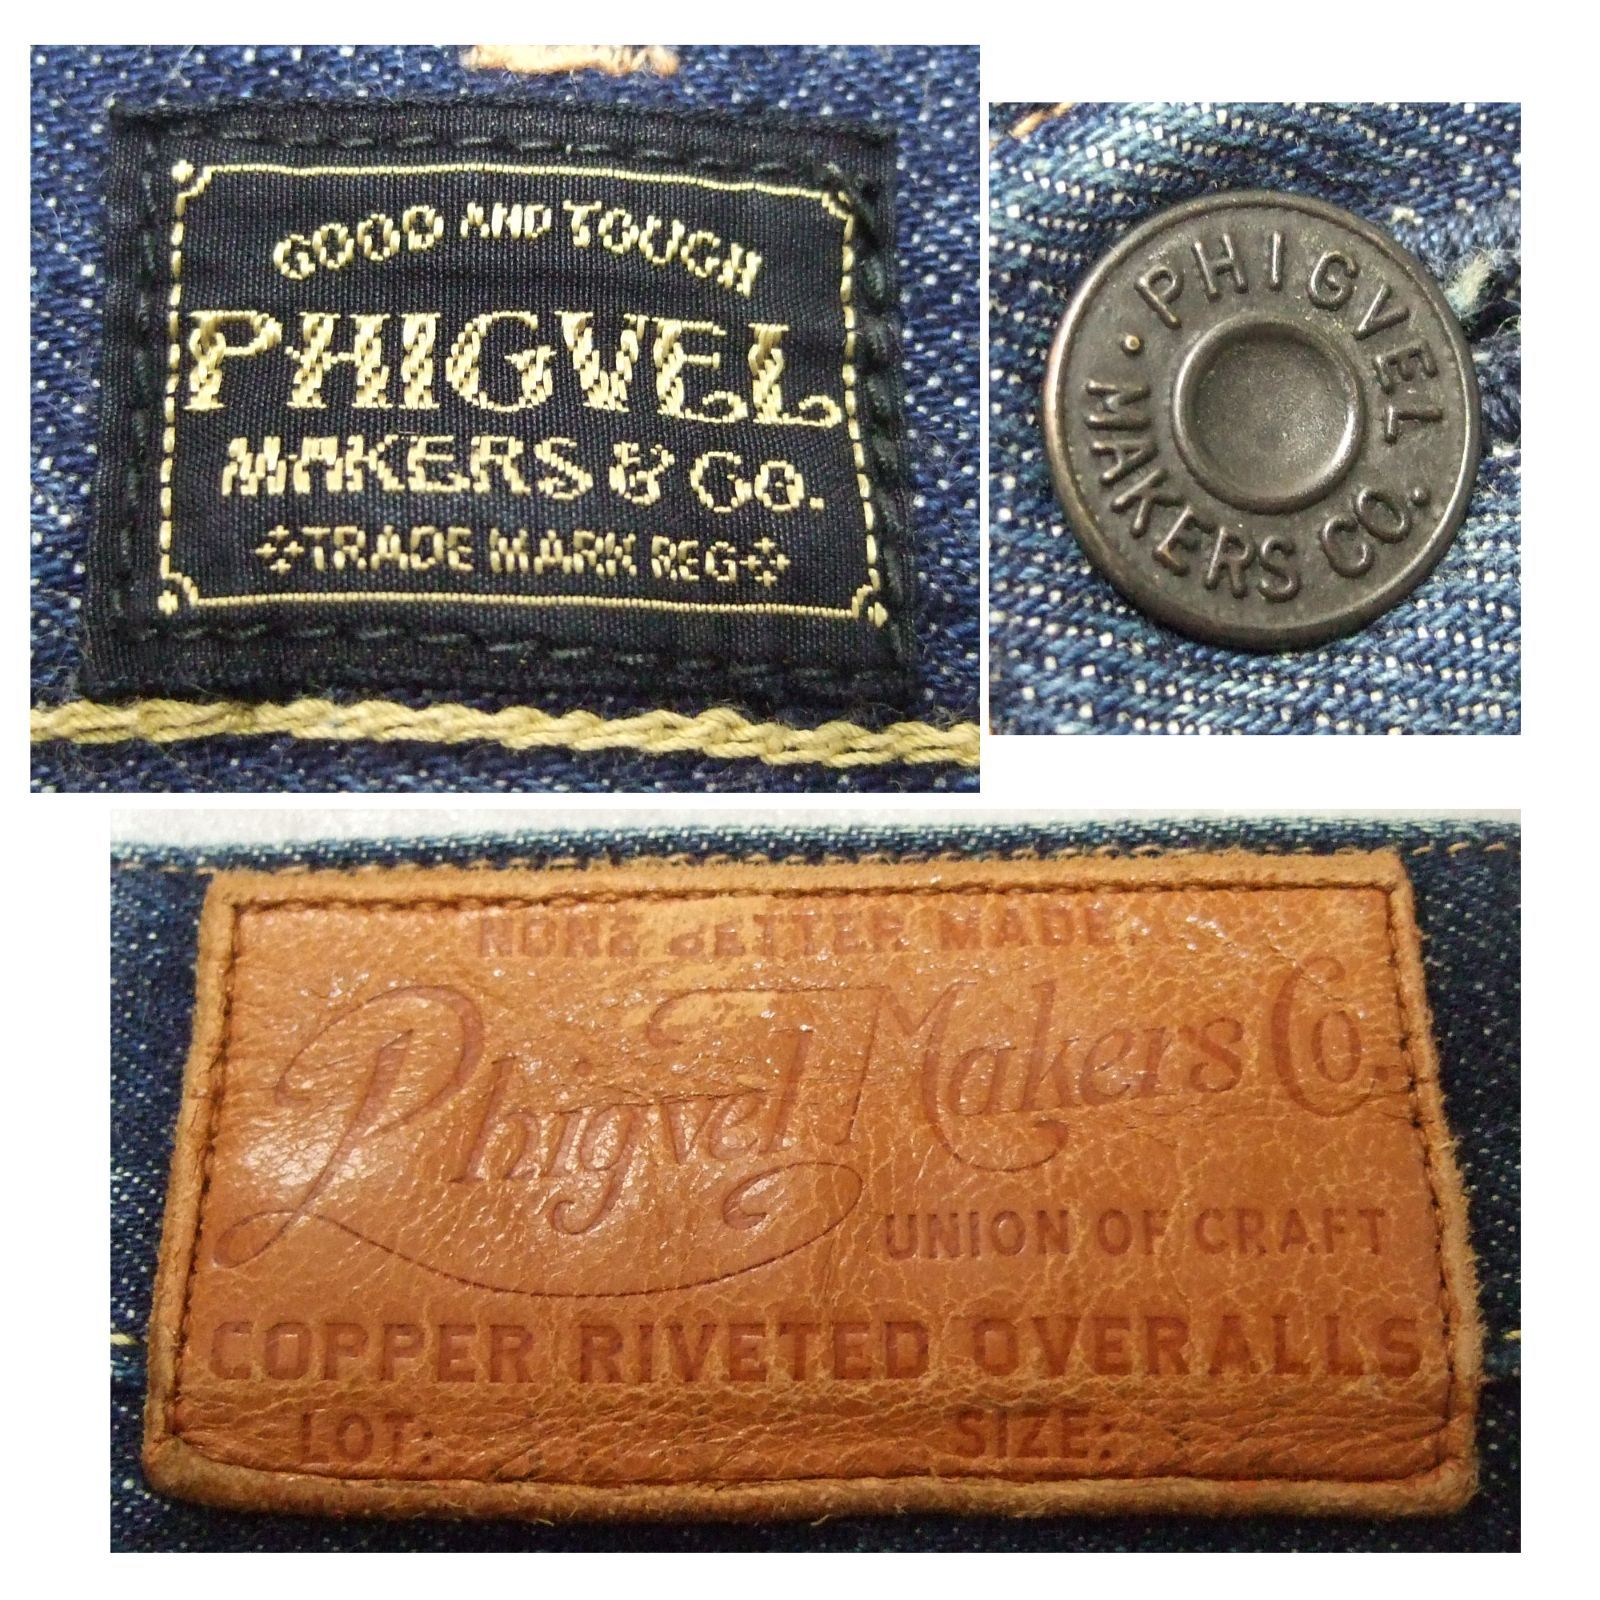 GOOD AND TOUGH
PHIGVEL
MAKERS & CO.
TRADE MARK REG
· PHIGVEL
MAKERS CO.
NONE BETTER MADE.
Phigvel Makers Co.
UNION OF CRAFT
COPPER RIVETED OVERALLS
LOT: SIZE: